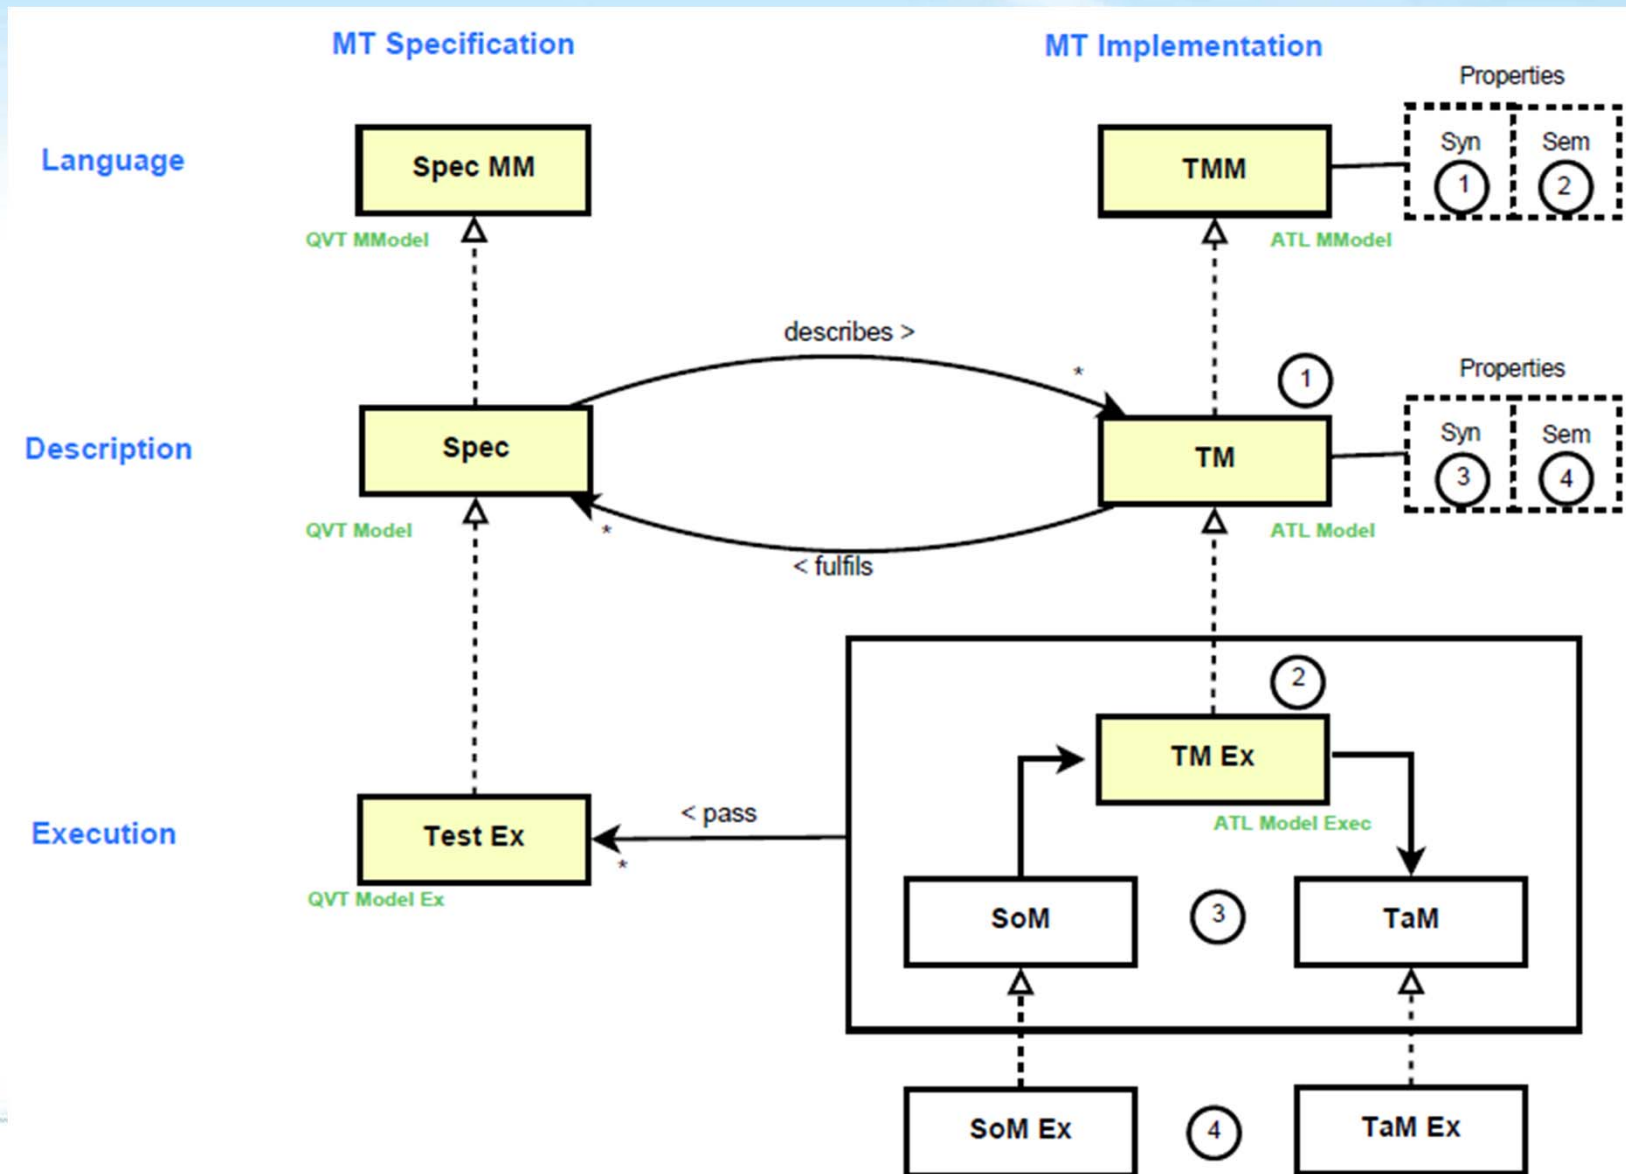 MT Specification
MT Implementation
Properties
Language
Spec MM
TMM
Syn
Sem
1
2
QVT MModel
ATL MModel
describes >
*
1
Properties
Description
Spec
TM
Syn
Sem
3
4
QVT Model
*
ATL Model
< fulfils
2
TM Ex
Execution
Test Ex
< pass
*
ATL Model Exec
QVT Model Ex
SoM
3
TaM
SoM Ex
4
TaM Ex